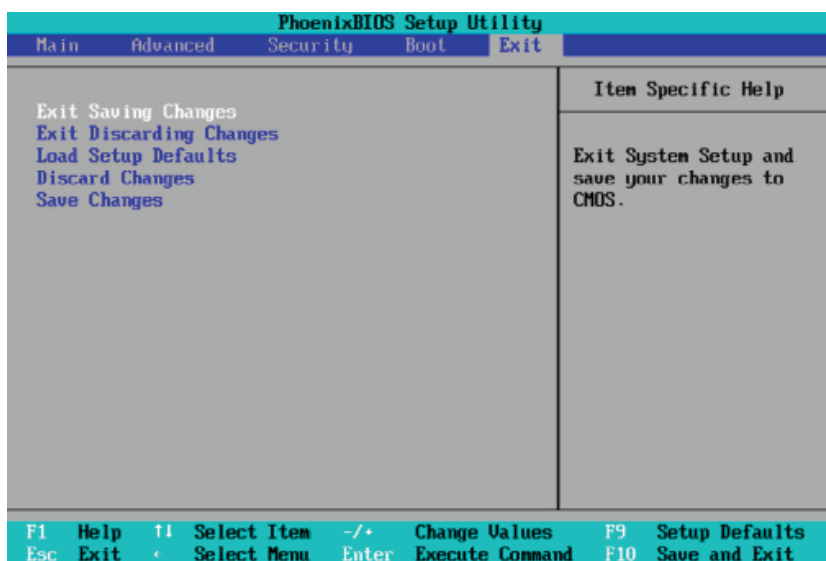 PhoenixBIOS Setup Utility
Main Advanced Security Boot Exit
Item Specific Help
Exit Saving Changes
Exit Discarding Changes
Load Setup Defaults
Discard Changes
Save Changes
Exit System Setup and
save your changes to
CMOS.
F1 Help ↑↓ Select Item -/+ Change Values F9 Setup Defaults
Esc Exit ‹ Select Menu Enter Execute Command F10 Save and Exit